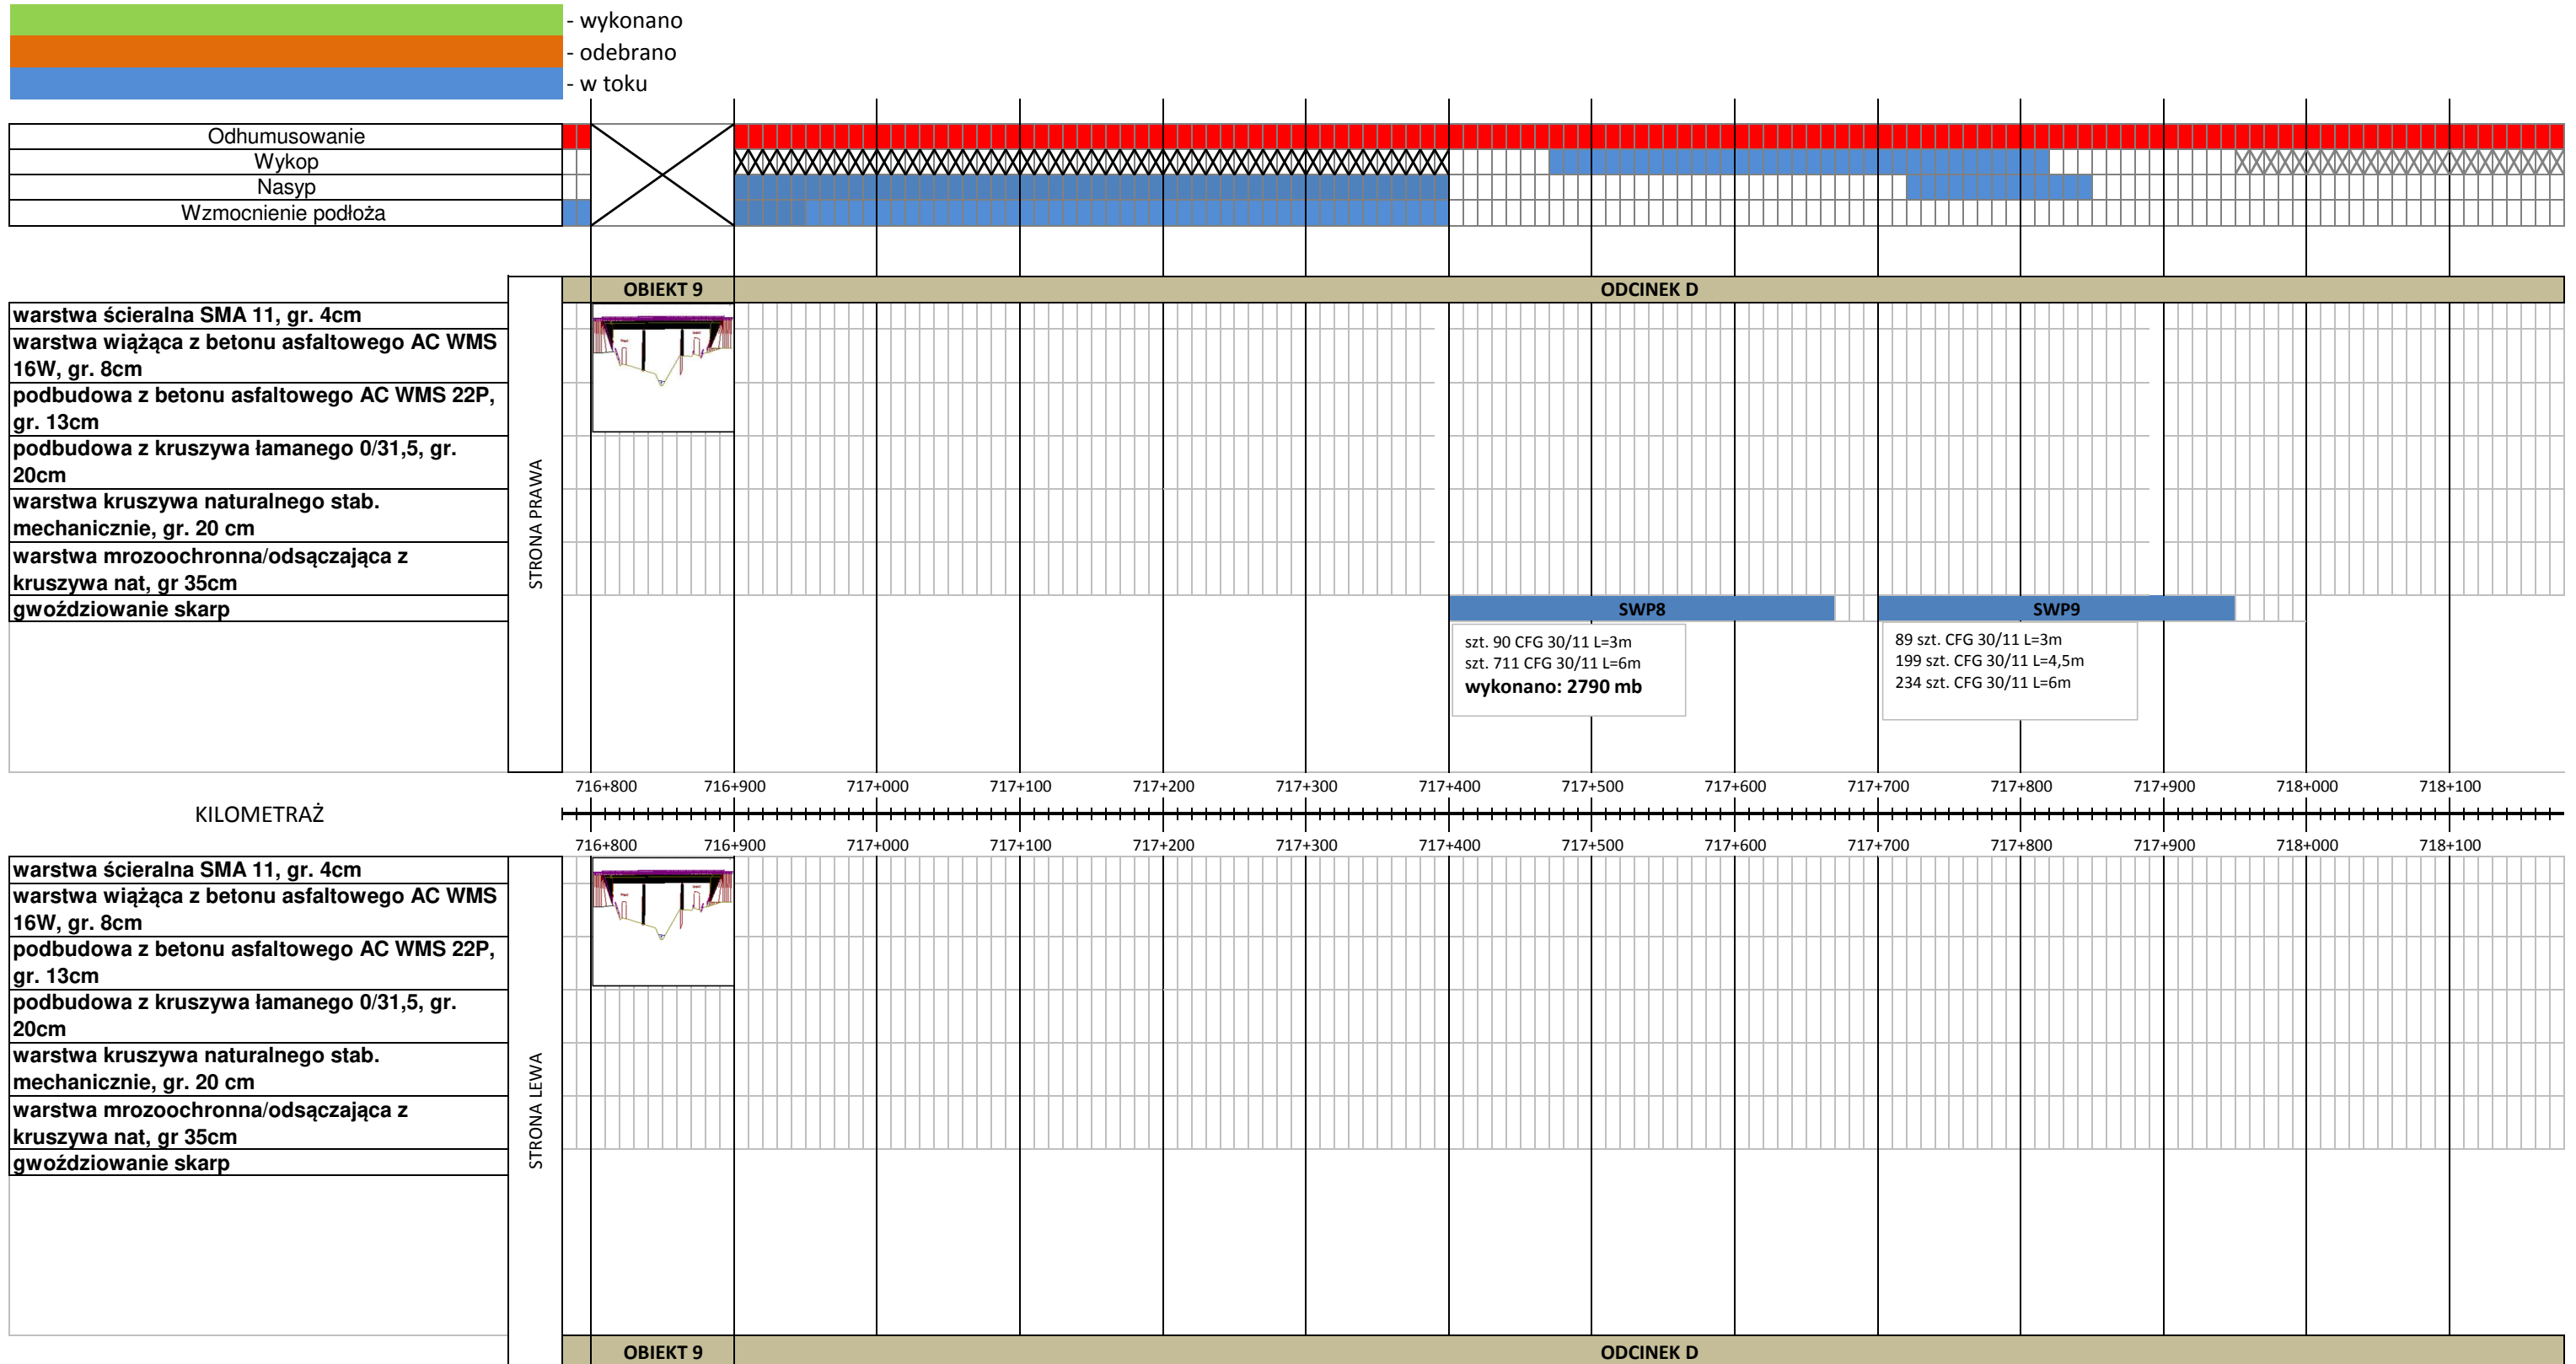 - wykonano
- odebrano
- w toku
Odhumusowanie
Wykop
Nasyp
Wzmocnienie podłoża
OBIEKT 9
ODCINEK D
STRONA PRAWA
warstwa ścieralna SMA 11, gr. 4cm
warstwa wiążąca z betonu asfaltowego AC WMS
16W, gr. 8cm
podbudowa z betonu asfaltowego AC WMS 22P,
gr. 13cm
podbudowa z kruszywa łamanego 0/31,5, gr.
20cm
warstwa kruszywa naturalnego stab.
mechanicznie, gr. 20 cm
warstwa mrozoochronna/odsączająca z
kruszywa nat, gr 35cm
gwoździowanie skarp
SWP8
SWP9
szt. 90 CFG 30/11 L=3m
szt. 711 CFG 30/11 L=6m
wykonano: 2790 mb
89 szt. CFG 30/11 L=3m
199 szt. CFG 30/11 L=4,5m
234 szt. CFG 30/11 L=6m
716+800 716+900 717+000 717+100 717+200 717+300 717+400 717+500 717+600 717+700 717+800 717+900 718+000 718+100
KILOMETRAŻ
716+800 716+900 717+000 717+100 717+200 717+300 717+400 717+500 717+600 717+700 717+800 717+900 718+000 718+100
STRONA LEWA
warstwa ścieralna SMA 11, gr. 4cm
warstwa wiążąca z betonu asfaltowego AC WMS
16W, gr. 8cm
podbudowa z betonu asfaltowego AC WMS 22P,
gr. 13cm
podbudowa z kruszywa łamanego 0/31,5, gr.
20cm
warstwa kruszywa naturalnego stab.
mechanicznie, gr. 20 cm
warstwa mrozoochronna/odsączająca z
kruszywa nat, gr 35cm
gwoździowanie skarp
OBIEKT 9
ODCINEK D